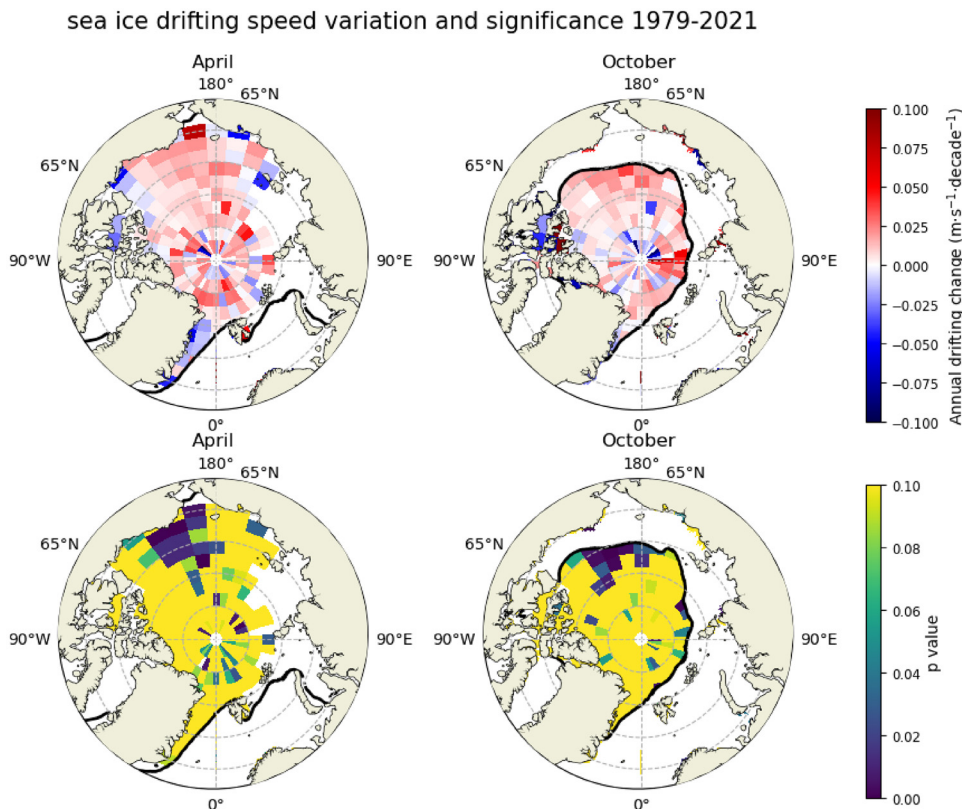 sea ice drifting speed variation and significance 1979-2021
April
180° 65°N
65°N
90°W
90°E
0°
October
180° 65°N
65°N
90°W
90°E
0°
0.100
0.075
0.050
0.025
0.000
−0.025
−0.050
−0.075
−0.100
Annual drifting change (m·s⁻¹·decade⁻¹)
April
180° 65°N
65°N
90°W
90°E
0°
October
180° 65°N
65°N
90°W
90°E
0°
0.10
0.08
0.06
0.04
0.02
0.00
p value